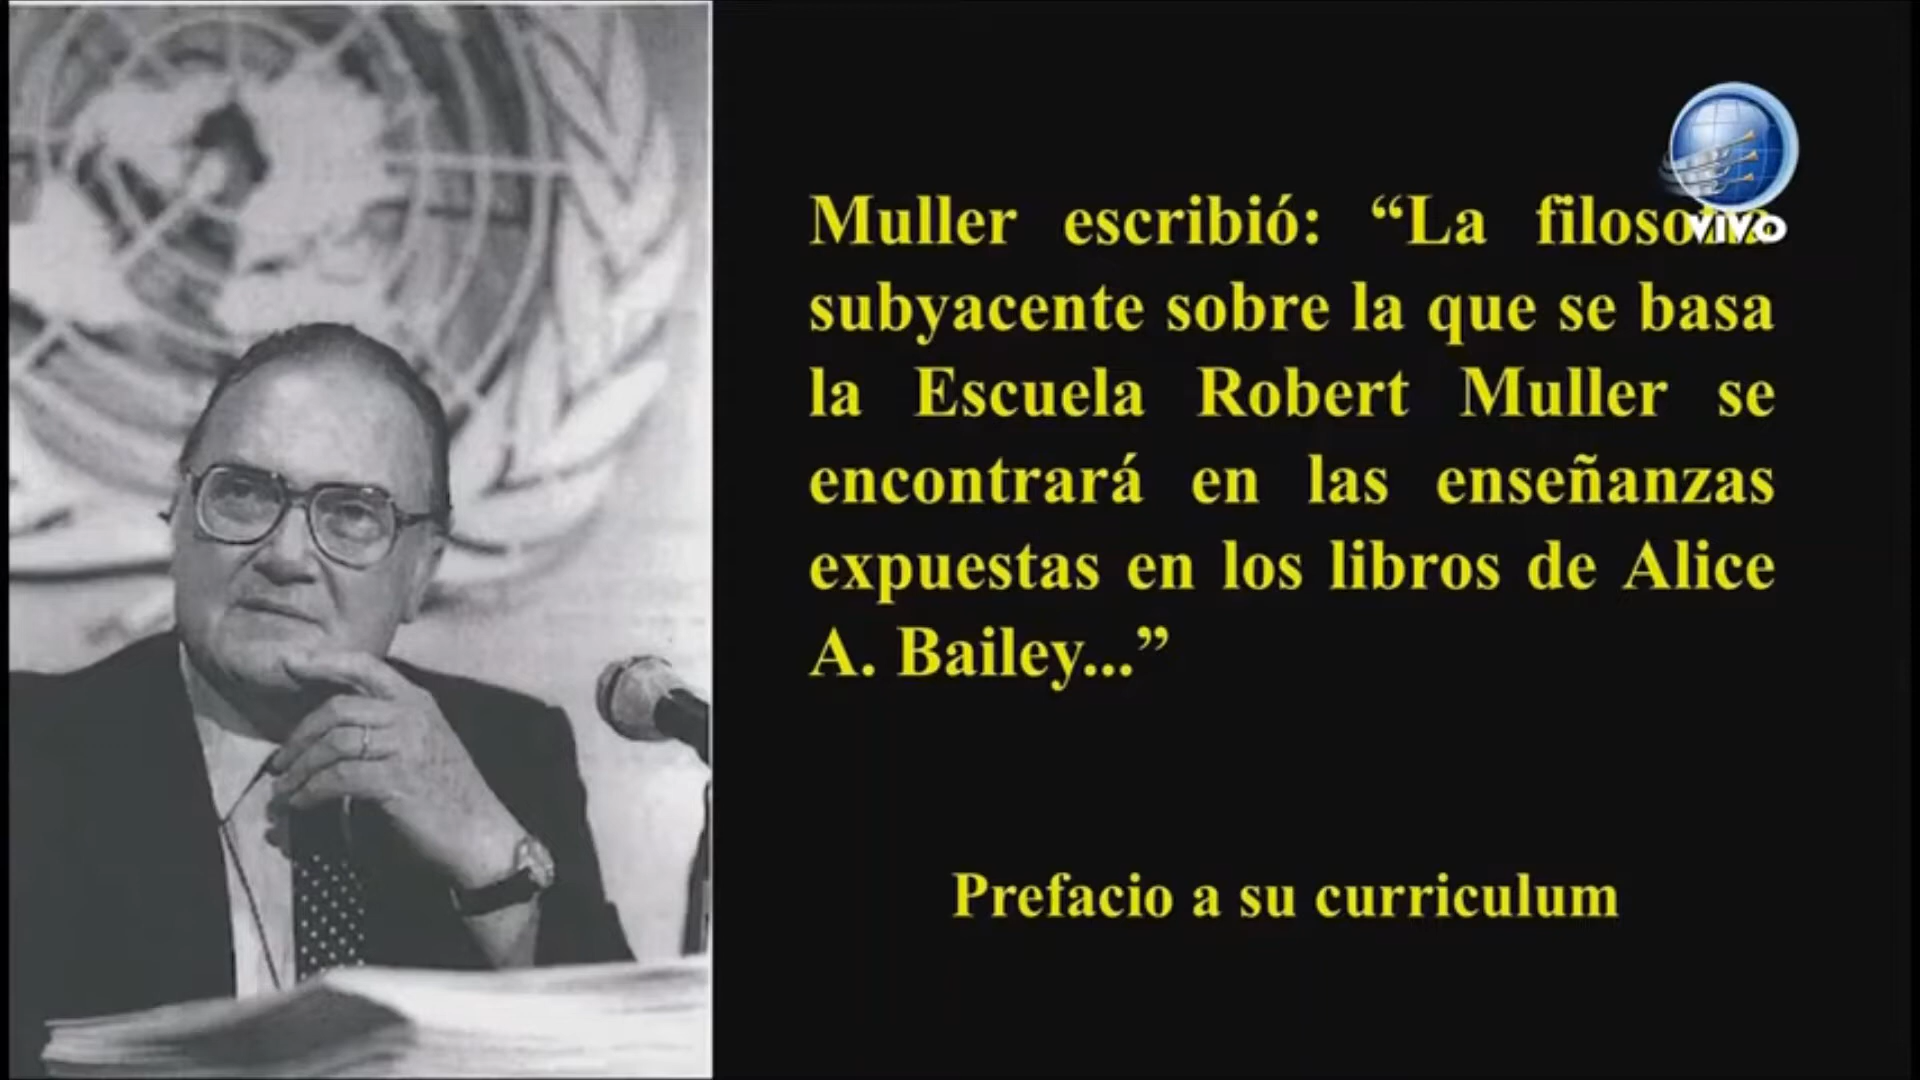 Muller escribió: “La
subyacente sobre la que se basa
la Escuela Robert Muller se
encontrará en las enseñanzas
expuestas en los libros de Alice
A. Bailey...”
Prefacio a su curriculum
VIVO